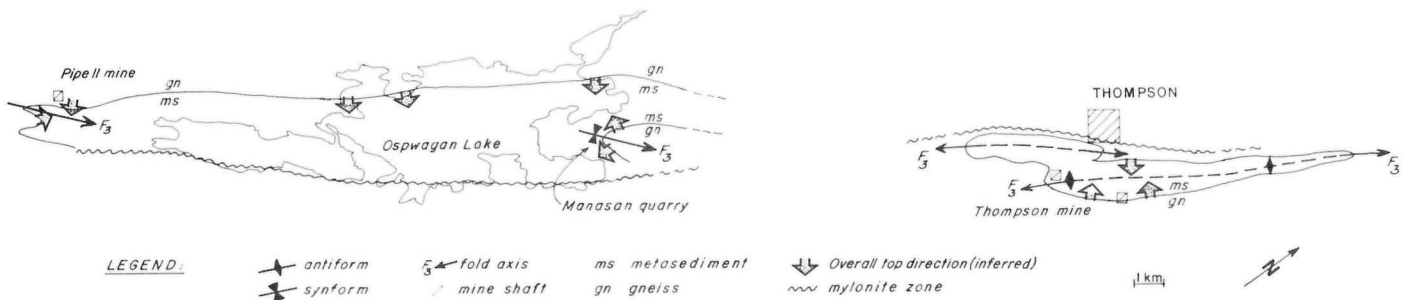 Pipe II mine
gn
ms
F3
Ospwagan Lake
gn
ms
ms
gn
F3
Manasan quarry
THOMPSON
F3
F3
F3
ms
gn
Thompson mine
LEGEND:
antiform
F3 fold axis
ms metasediment
Overall top direction (inferred)
synform
mine shaft
gn gneiss
mylonite zone
1 km
N